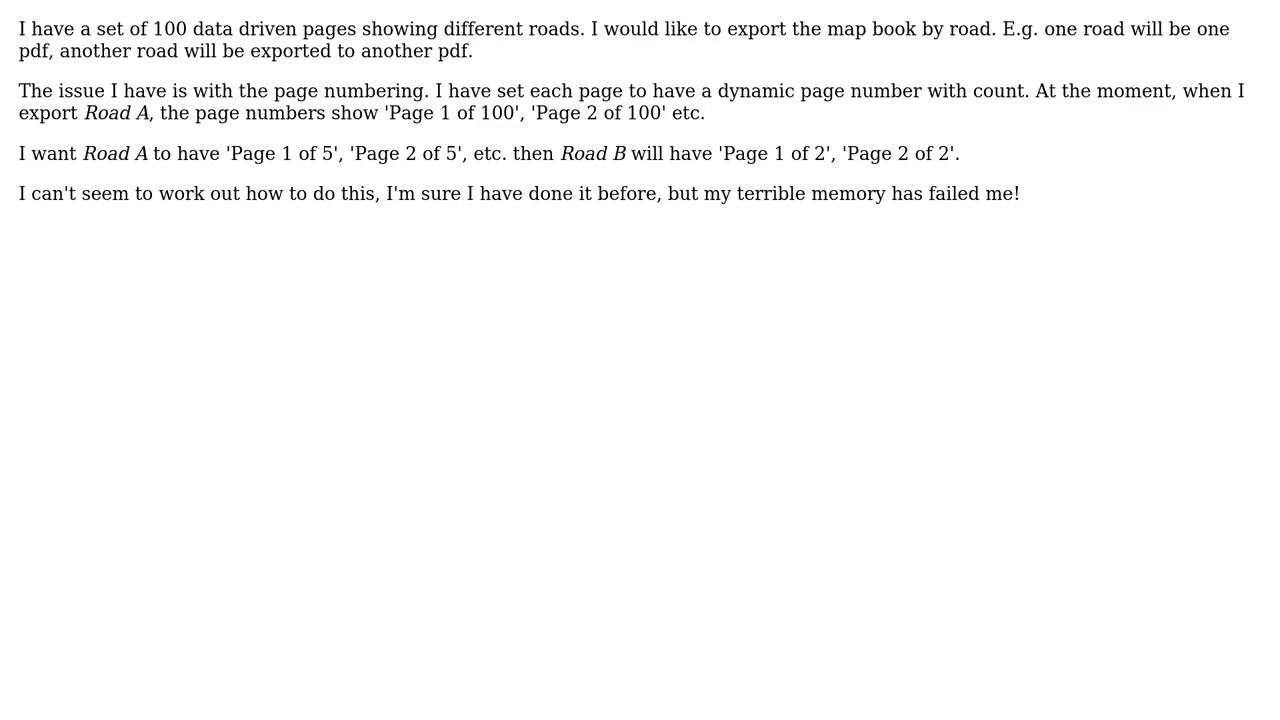 I have a set of 100 data driven pages showing different roads. I would like to export the map book by road. E.g. one road will be one
pdf, another road will be exported to another pdf.
The issue I have is with the page numbering. I have set each page to have a dynamic page number with count. At the moment, when I
export Road A, the page numbers show 'Page 1 of 100', 'Page 2 of 100' etc.
I want Road A to have 'Page 1 of 5', 'Page 2 of 5', etc. then Road B will have 'Page 1 of 2', 'Page 2 of 2'.
I can't seem to work out how to do this, I'm sure I have done it before, but my terrible memory has failed me!